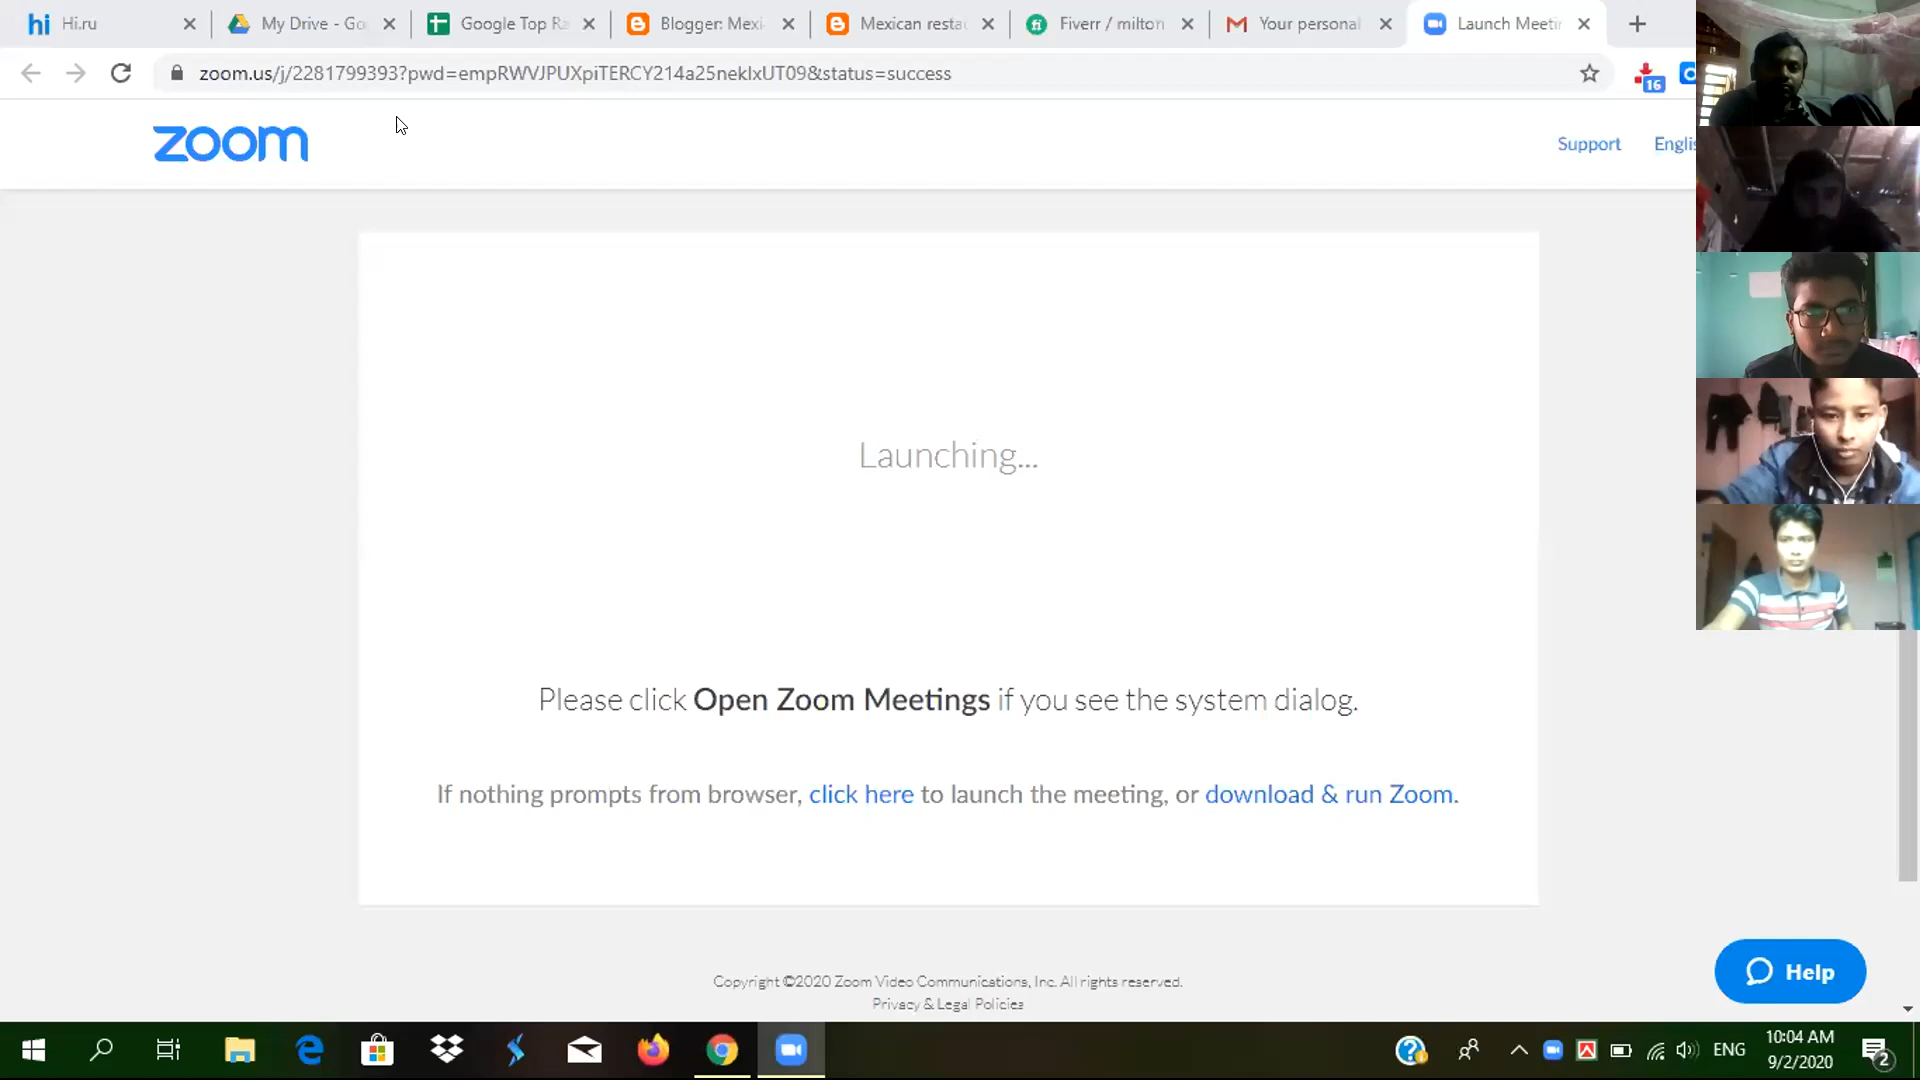 hi Hi.ru
My Drive - Go
Google Top Ra
Blogger: Mexi
Mexican restau
Fiverr / milton
Your personal
Launch Meetin
zoom.us/j/2281799393?pwd=empRWVJPUXpiTERCY214a25neklxUT09&status=success
16
zoom
Support
Englis
Launching...
Please click Open Zoom Meetings if you see the system dialog.
If nothing prompts from browser, click here to launch the meeting, or download & run Zoom.
Help
Copyright ©2020 Zoom Video Communications, Inc. All rights reserved.
Privacy & Legal Policies
ENG
10:04 AM
9/2/2020
2